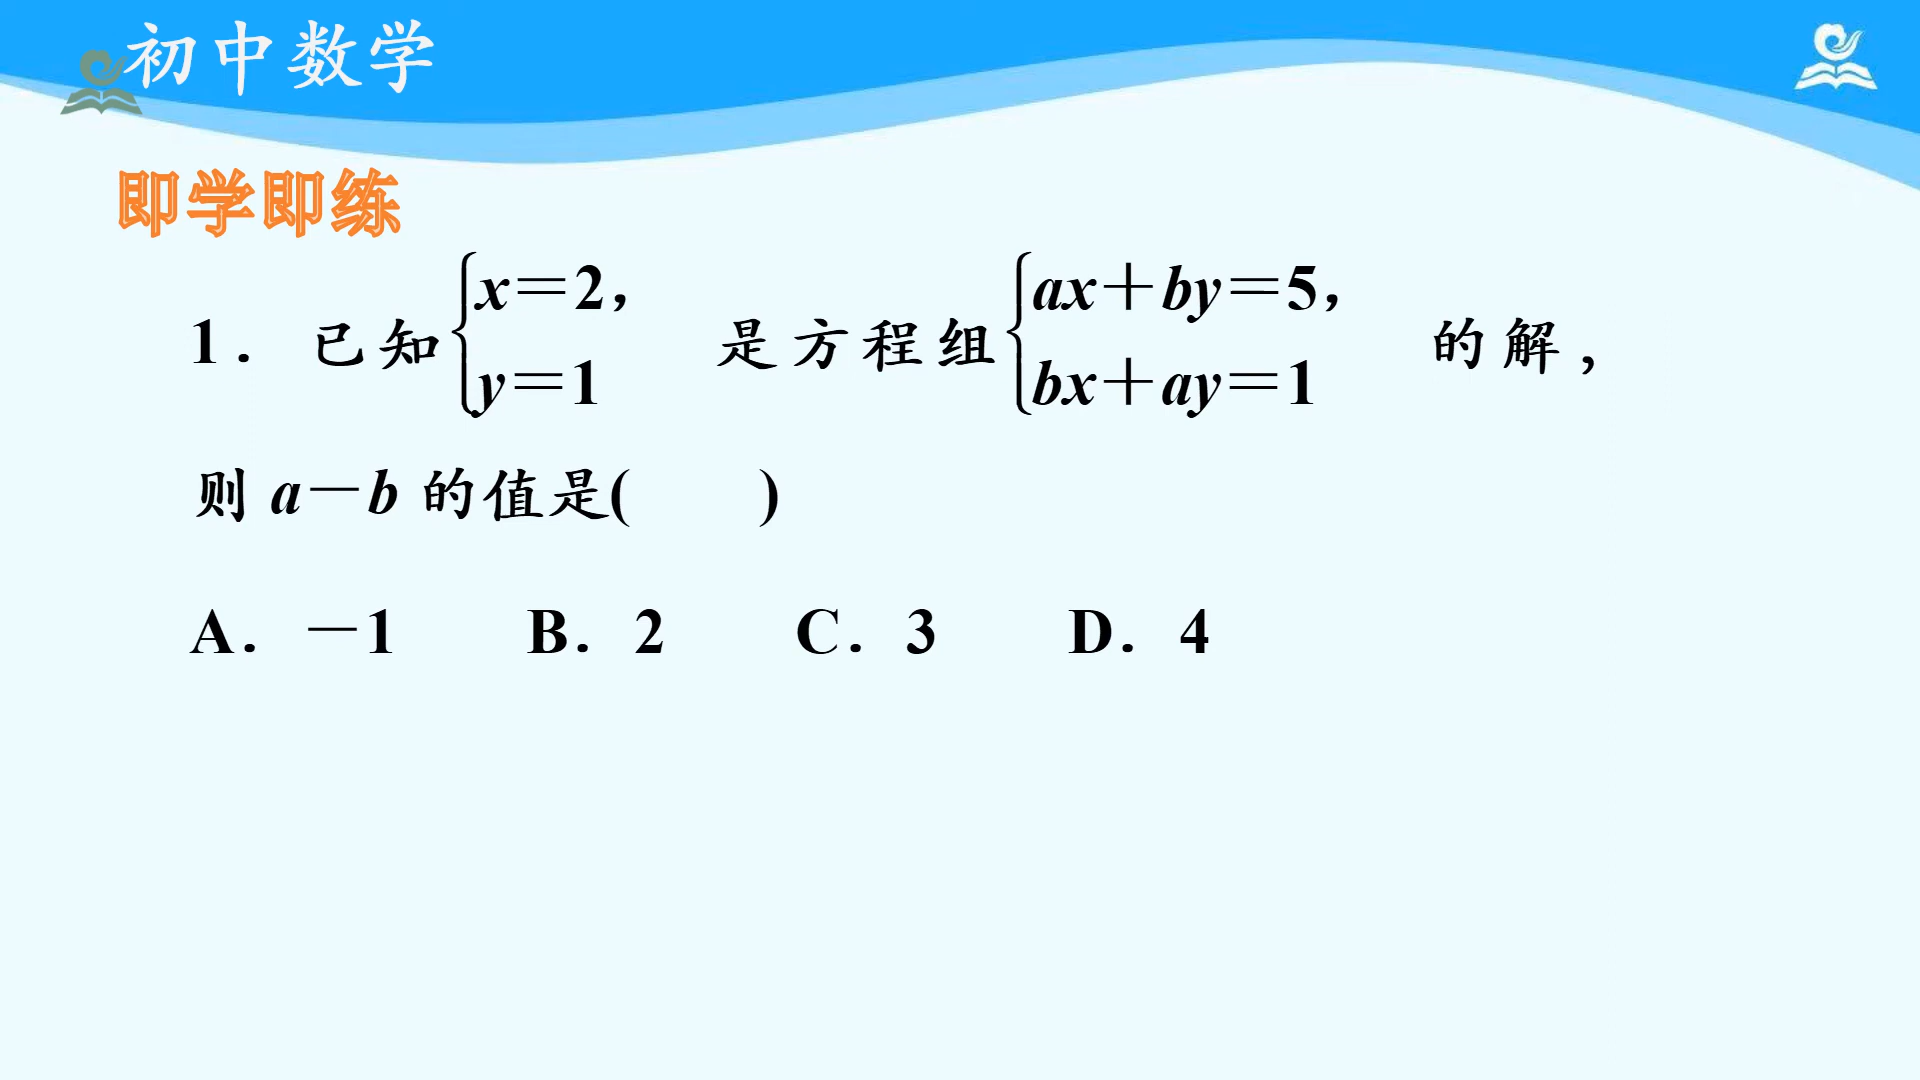 初中数学
即学即练
1. 已知{x=2, y=1 是方程组{ax+by=5, bx+ay=1 的解,
则 a-b 的值是(  )
A. -1  B. 2  C. 3  D. 4